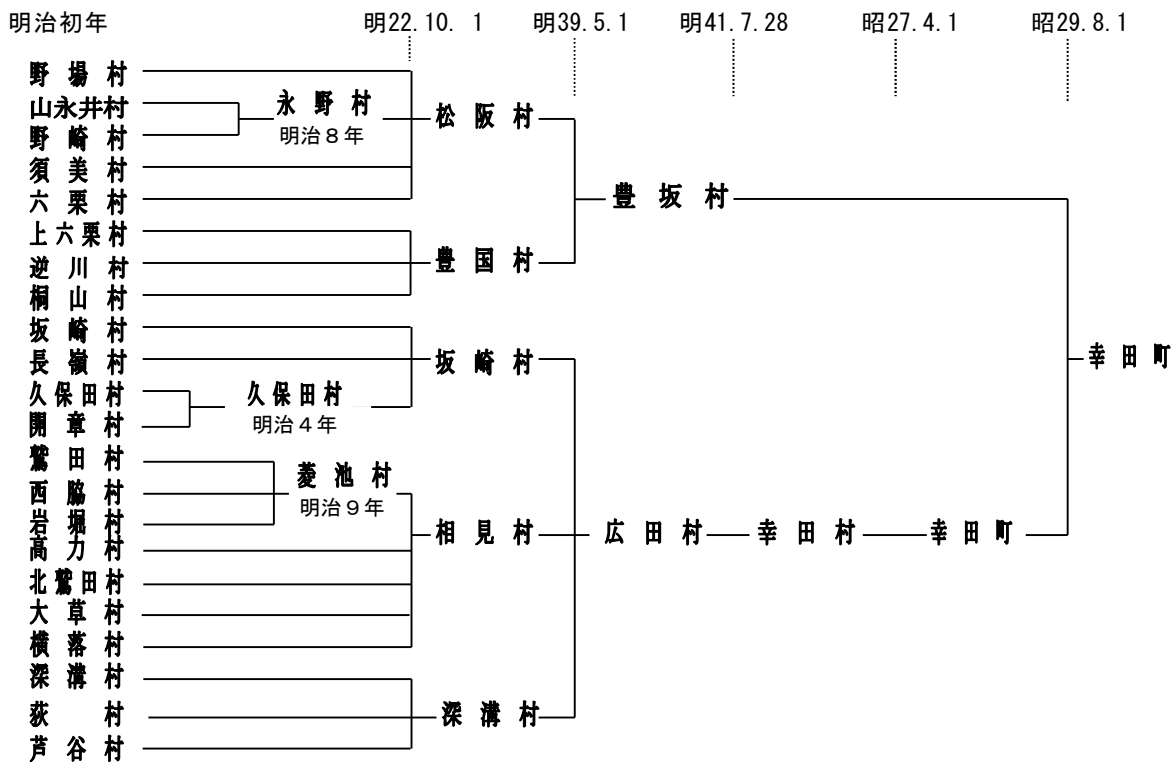 明治初年 明22.10. 1 明39.5.1 明41.7.28 昭27.4.1 昭29.8.1
野場村
山永井村 永野村 松阪村
野崎村 明治８年
須美村
六栗村 豊坂村
上六栗村
逆川村 豊国村
桐山村
坂崎村
長嶺村 坂崎村 幸田町
久保田村 久保田村
開章村 明治４年
鷲田村
西脇村 菱池村
岩堀村 明治９年
相見村 広田村 幸田村 幸田町
高力村
北鷲田村
大草村
横落村
深溝村
荻村 深溝村
芦谷村